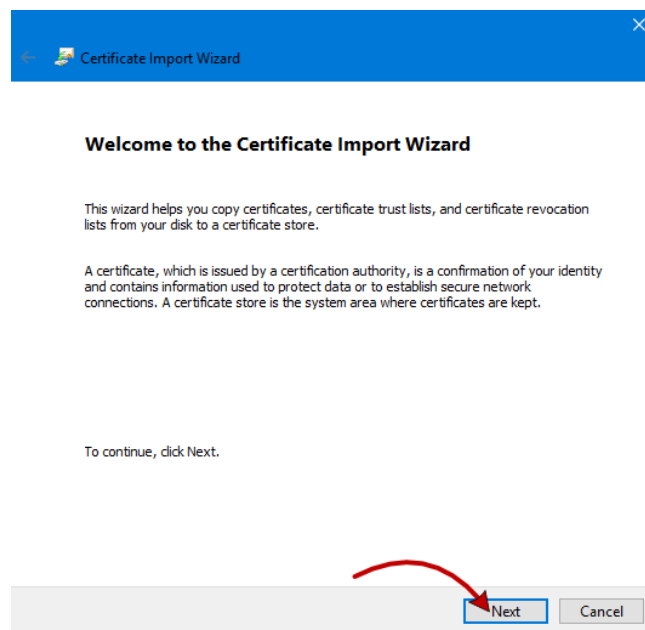 Certificate Import Wizard
Welcome to the Certificate Import Wizard
This wizard helps you copy certificates, certificate trust lists, and certificate revocation
lists from your disk to a certificate store.
A certificate, which is issued by a certification authority, is a confirmation of your identity
and contains information used to protect data or to establish secure network
connections. A certificate store is the system area where certificates are kept.
To continue, click Next.
Next
Cancel